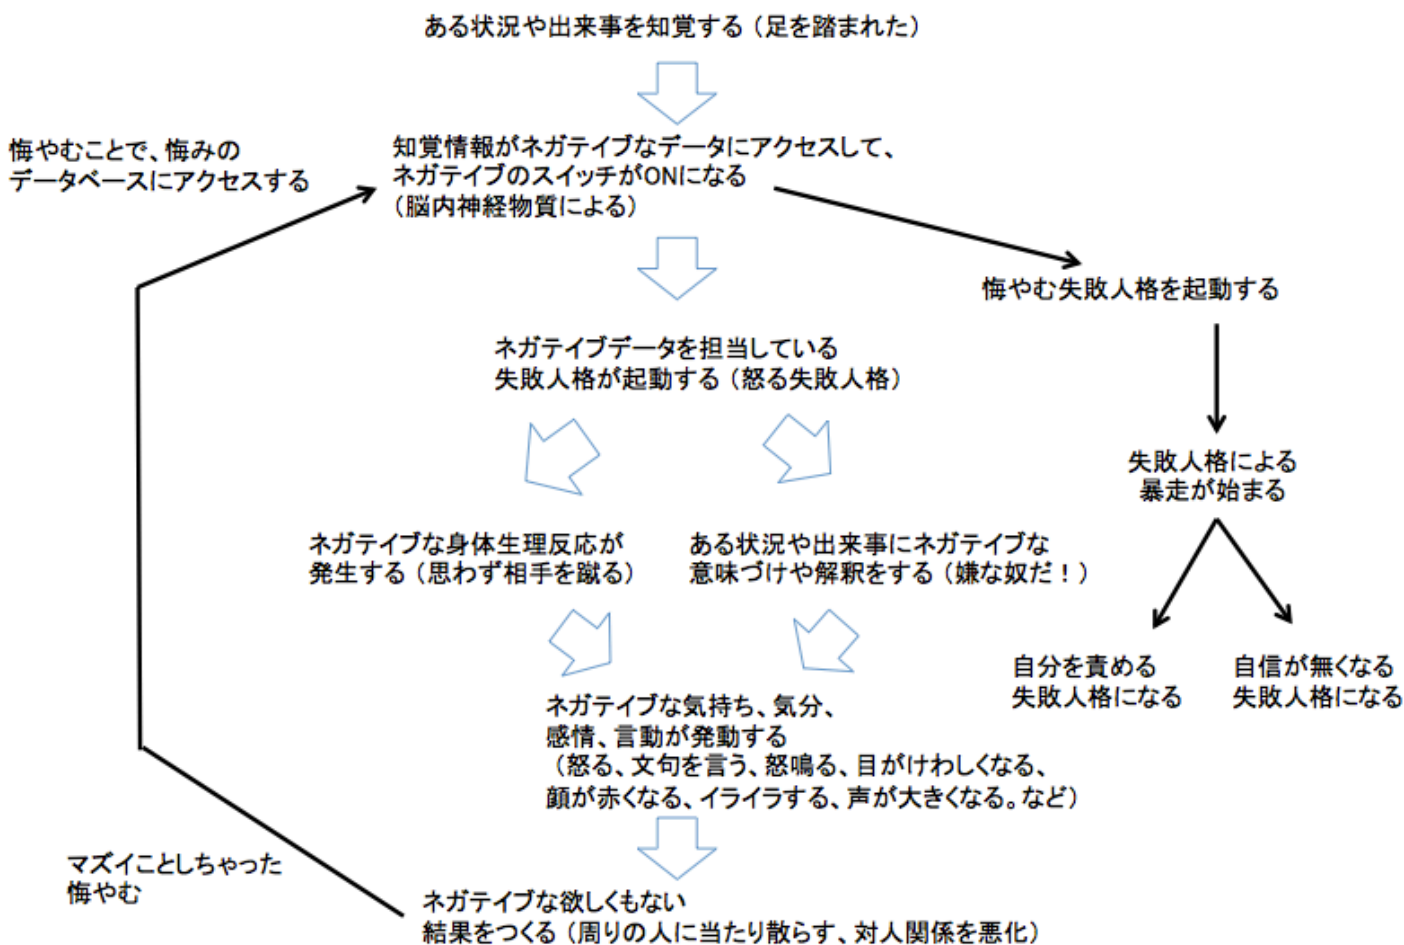 ある状況や出来事を知覚する（足を踏まれた）
悔やむことで、悔みの
データベースにアクセスする
知覚情報がネガテイブなデータにアクセスして、
ネガテイブのスイッチがONになる
（脳内神経物質による）
悔やむ失敗人格を起動する
ネガテイブデータを担当している
失敗人格が起動する（怒る失敗人格）
失敗人格による
暴走が始まる
ネガテイブな身体生理反応が
発生する（思わず相手を蹴る）
ある状況や出来事にネガテイブな
意味づけや解釈をする（嫌な奴だ！）
自分を責める
失敗人格になる
自信が無くなる
失敗人格になる
ネガテイブな気持ち、気分、
感情、言動が発動する
（怒る、文句を言う、怒鳴る、目がけわしくなる、
顔が赤くなる、イライラする、声が大きくなる。など）
マズイことしちゃった
悔やむ
ネガテイブな欲しくもない
結果をつくる（周りの人に当たり散らす、対人関係を悪化）